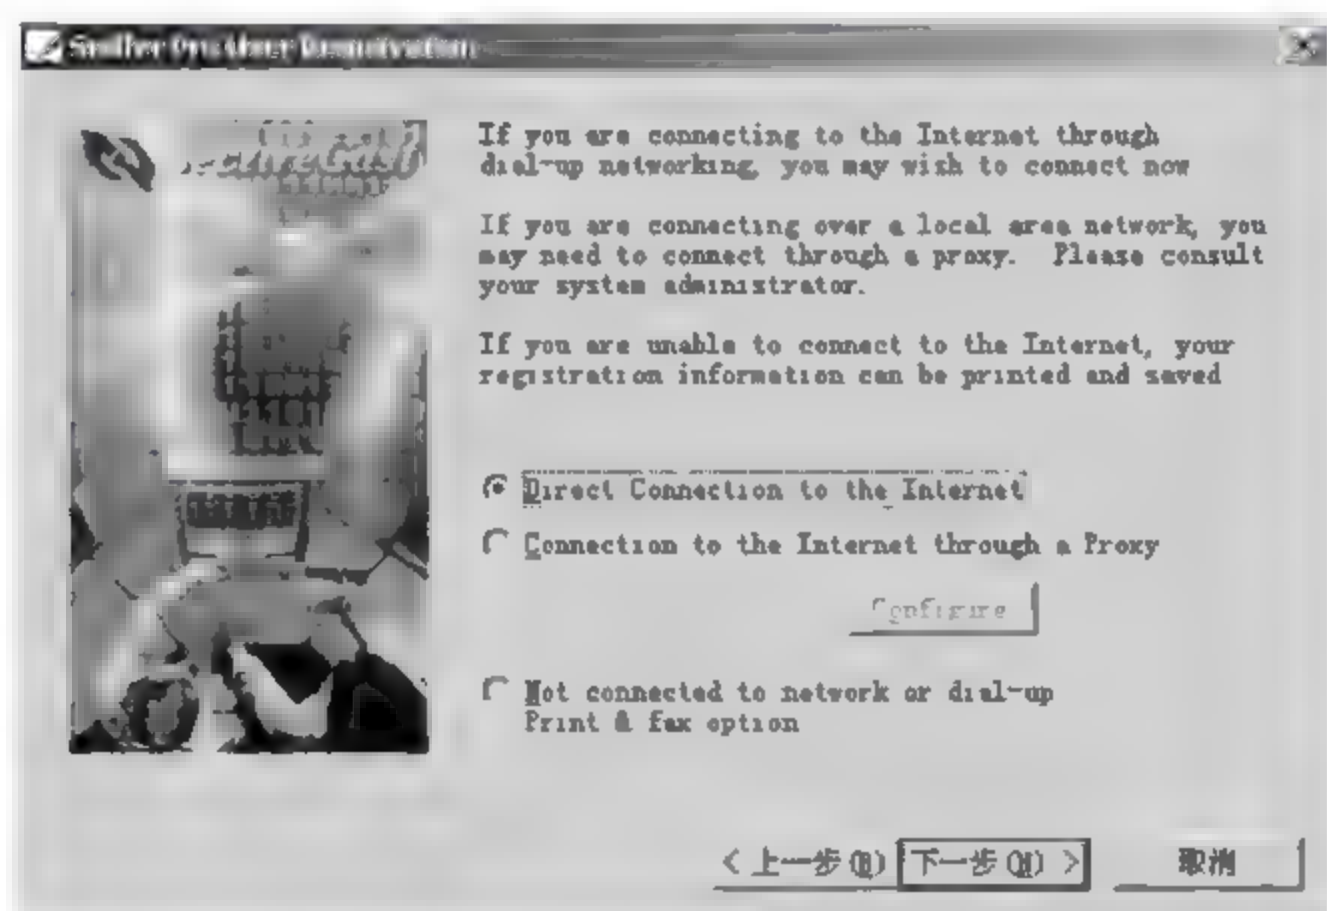 Sniffer Pro User Registration
If you are connecting to the Internet through
dial-up networking, you may wish to connect now
If you are connecting over a local area network, you
may need to connect through a proxy. Please consult
your system administrator.
If you are unable to connect to the Internet, your
registration information can be printed and saved
Direct Connection to the Internet
Connection to the Internet through a Proxy
Configure
Not connected to network or dial-up
Print & fax option
< 上一步(B) 下一步(N) > 取消